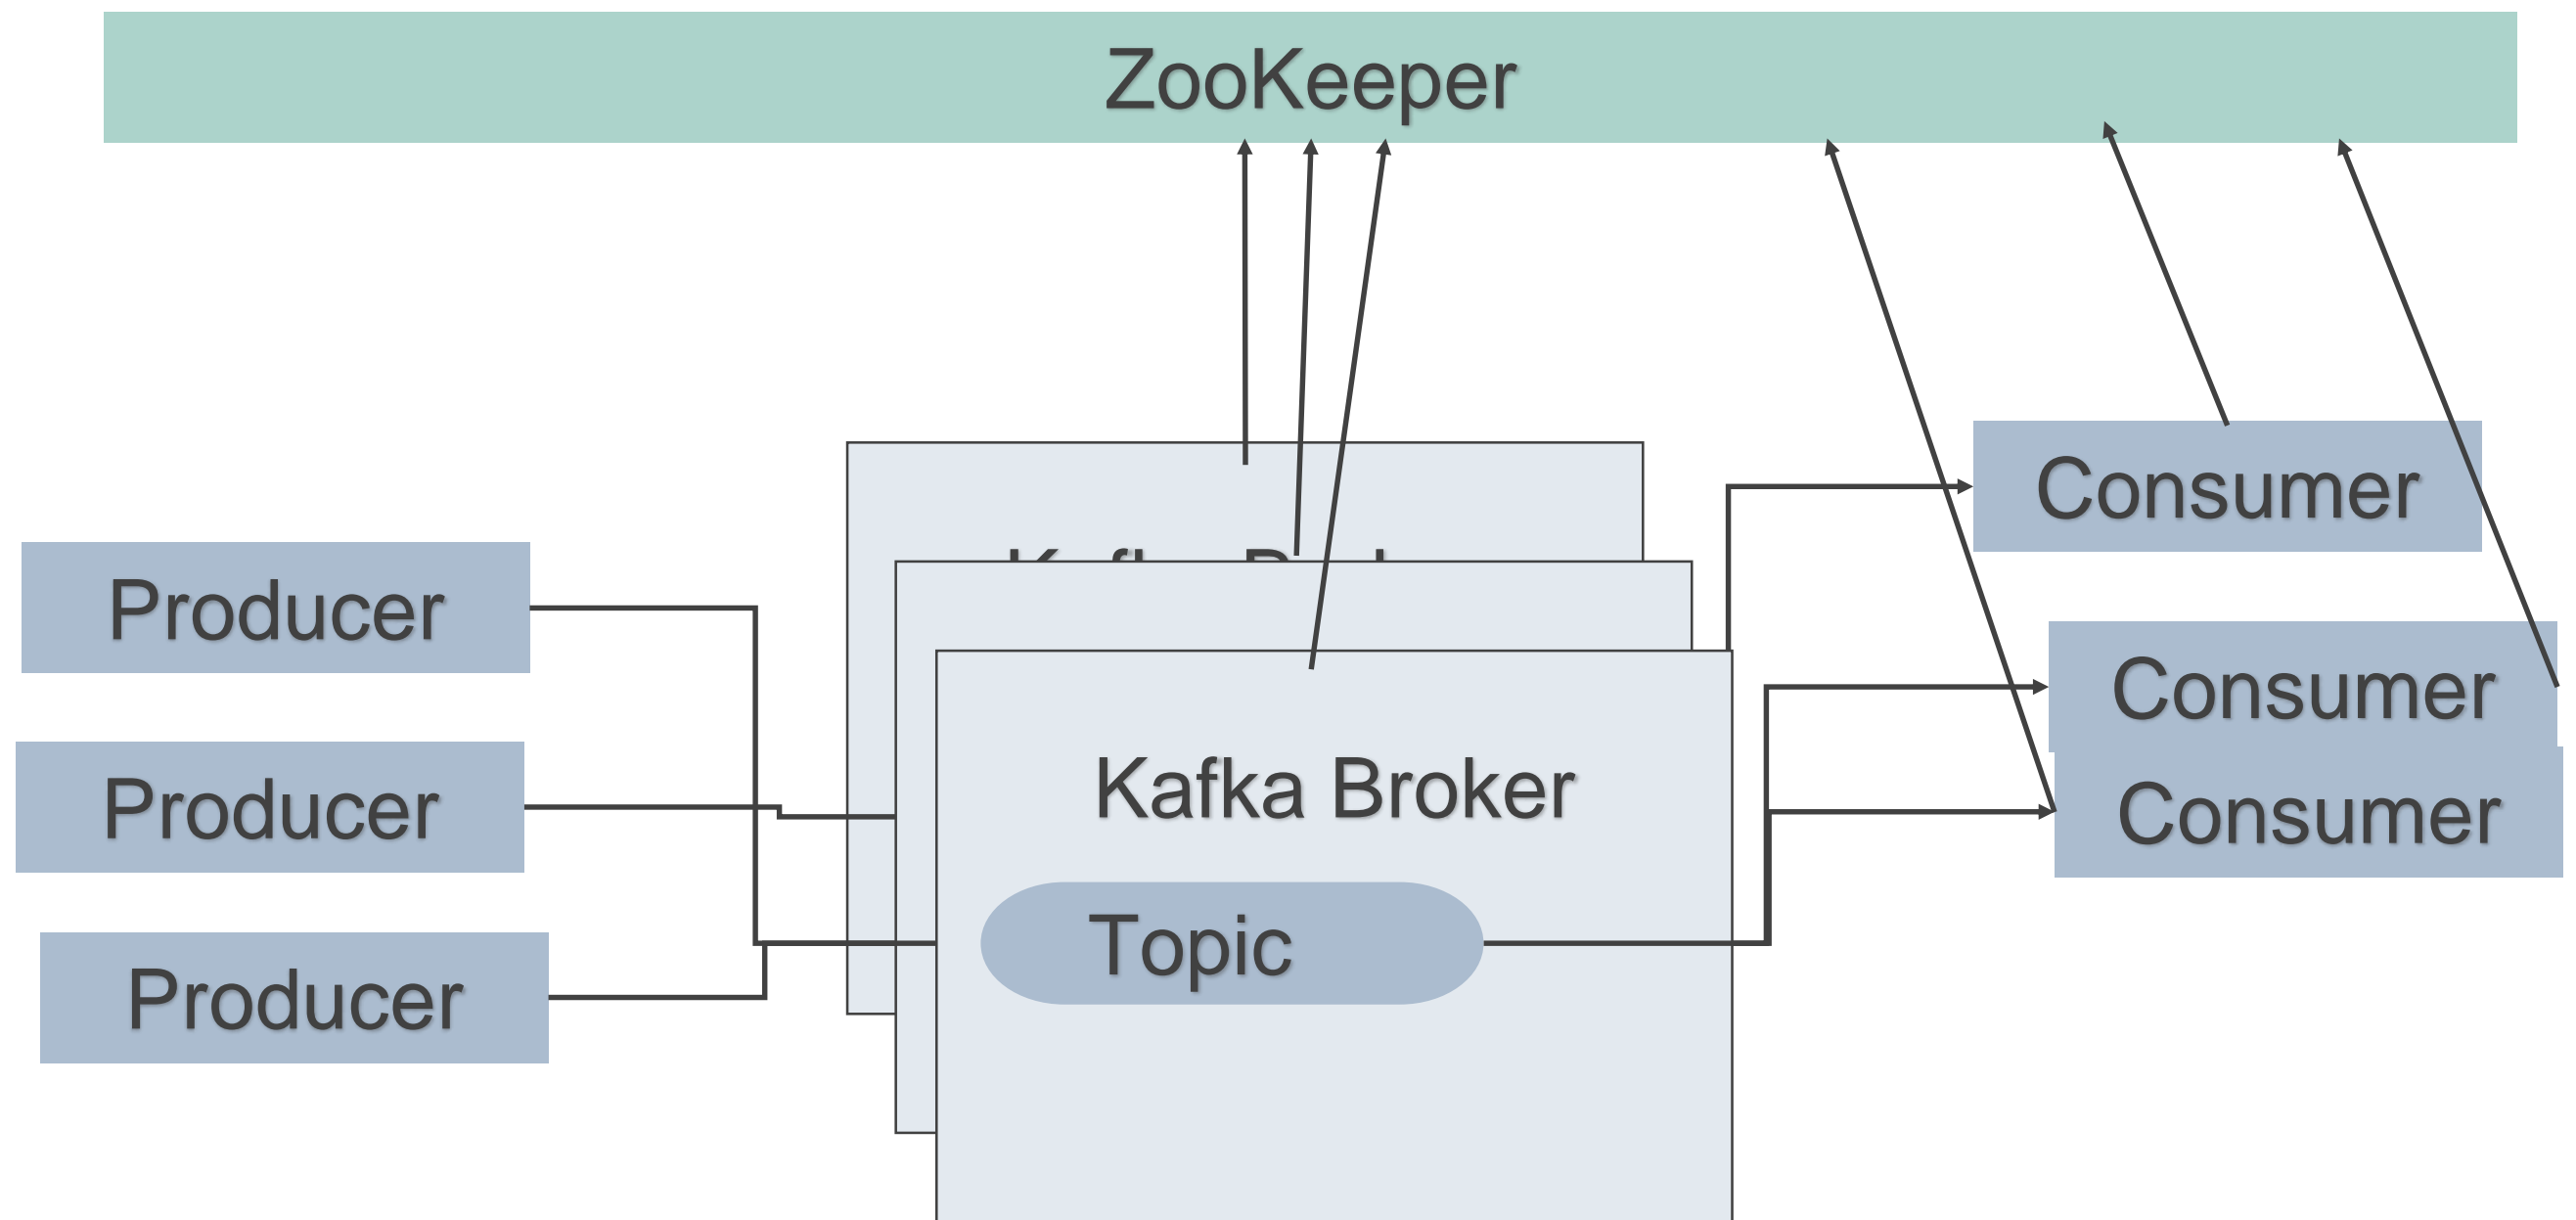 ZooKeeper
Consumer
Producer
Consumer
Kafka Broker
Producer
Consumer
Topic
Producer